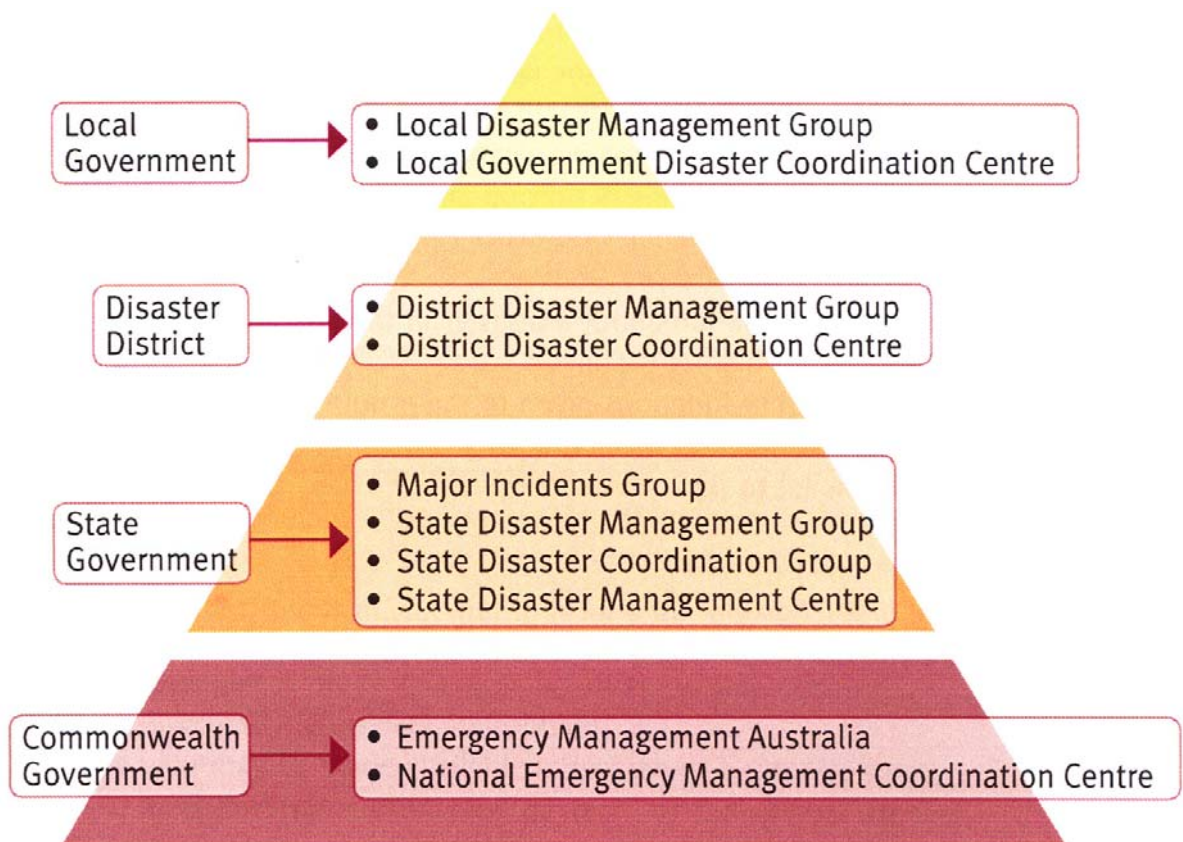 Local
Government
• Local Disaster Management Group
• Local Government Disaster Coordination Centre
Disaster
District
• District Disaster Management Group
• District Disaster Coordination Centre
State
Government
• Major Incidents Group
• State Disaster Management Group
• State Disaster Coordination Group
• State Disaster Management Centre
Commonwealth
Government
• Emergency Management Australia
• National Emergency Management Coordination Centre